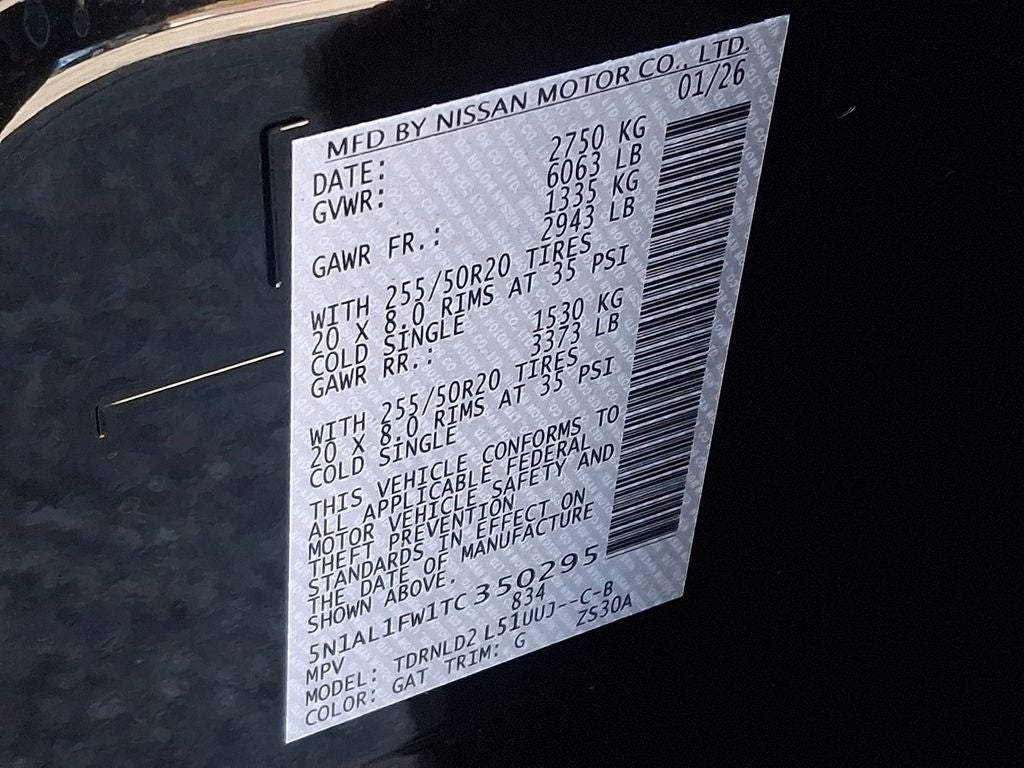 MFD BY NISSAN MOTOR CO., LTD.
DATE: 01/26
GVWR: 2750 KG
6063 LB
GAWR FR.: 1335 KG
2943 LB
WITH 255/50R20 TIRES
20 X 8.0 RIMS AT 35 PSI
COLD SINGLE
GAWR RR.: 1530 KG
3373 LB
WITH 255/50R20 TIRES
20 X 8.0 RIMS AT 35 PSI
COLD SINGLE
THIS VEHICLE CONFORMS TO
ALL APPLICABLE FEDERAL
MOTOR VEHICLE SAFETY AND
THEFT PREVENTION
STANDARDS IN EFFECT ON
THE DATE OF MANUFACTURE
SHOWN ABOVE.
5N1AL1FW1TC350295
MPV 834
MODEL: TDRNLD2 L51UUJ--C-B
COLOR: GAT TRIM: G ZS30A